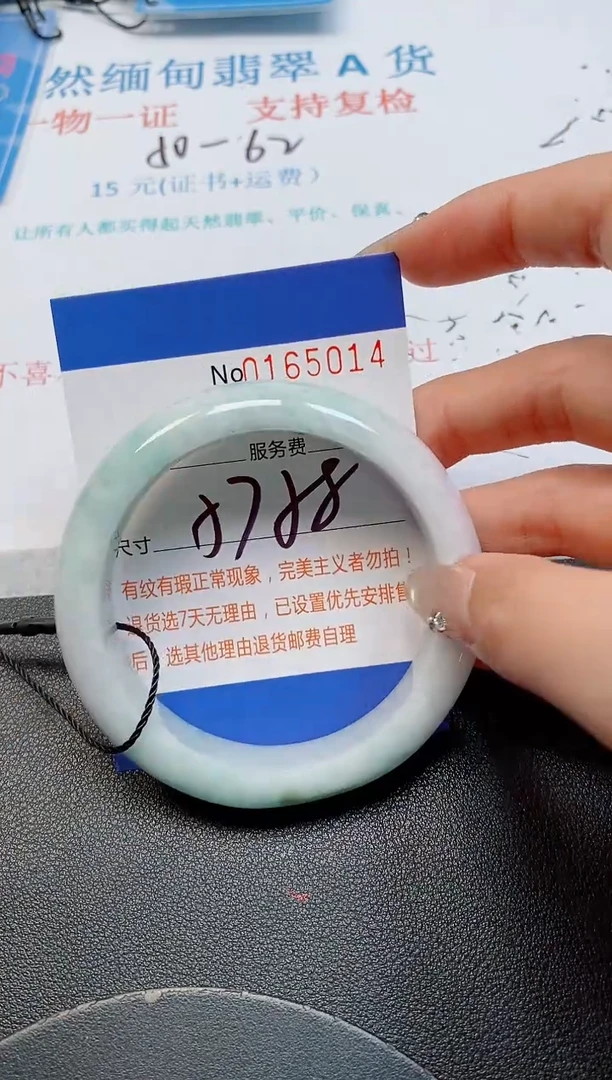 然缅甸翡翠 A 货
一物一证 支持复检
15 元(证书+运费)
让所有人都买得起天然翡翠、平价、保真、
不喜
过
No0165014
服务费
尺寸
有纹有瑕正常现象，完美主义者勿拍！
退货选7天无理由，已设置优先安排售
后，选其他理由退货邮费自理